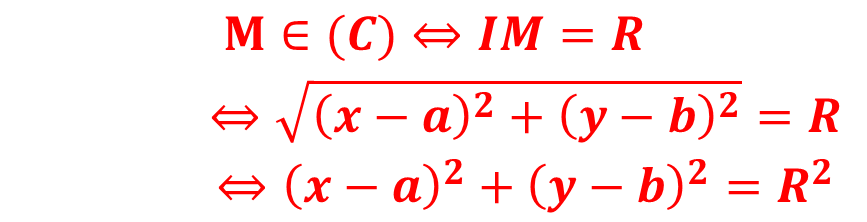 M ∈ (C) ⇔ IM = R
⇔ √((x − a)² + (y − b)²) = R
⇔ (x − a)² + (y − b)² = R²